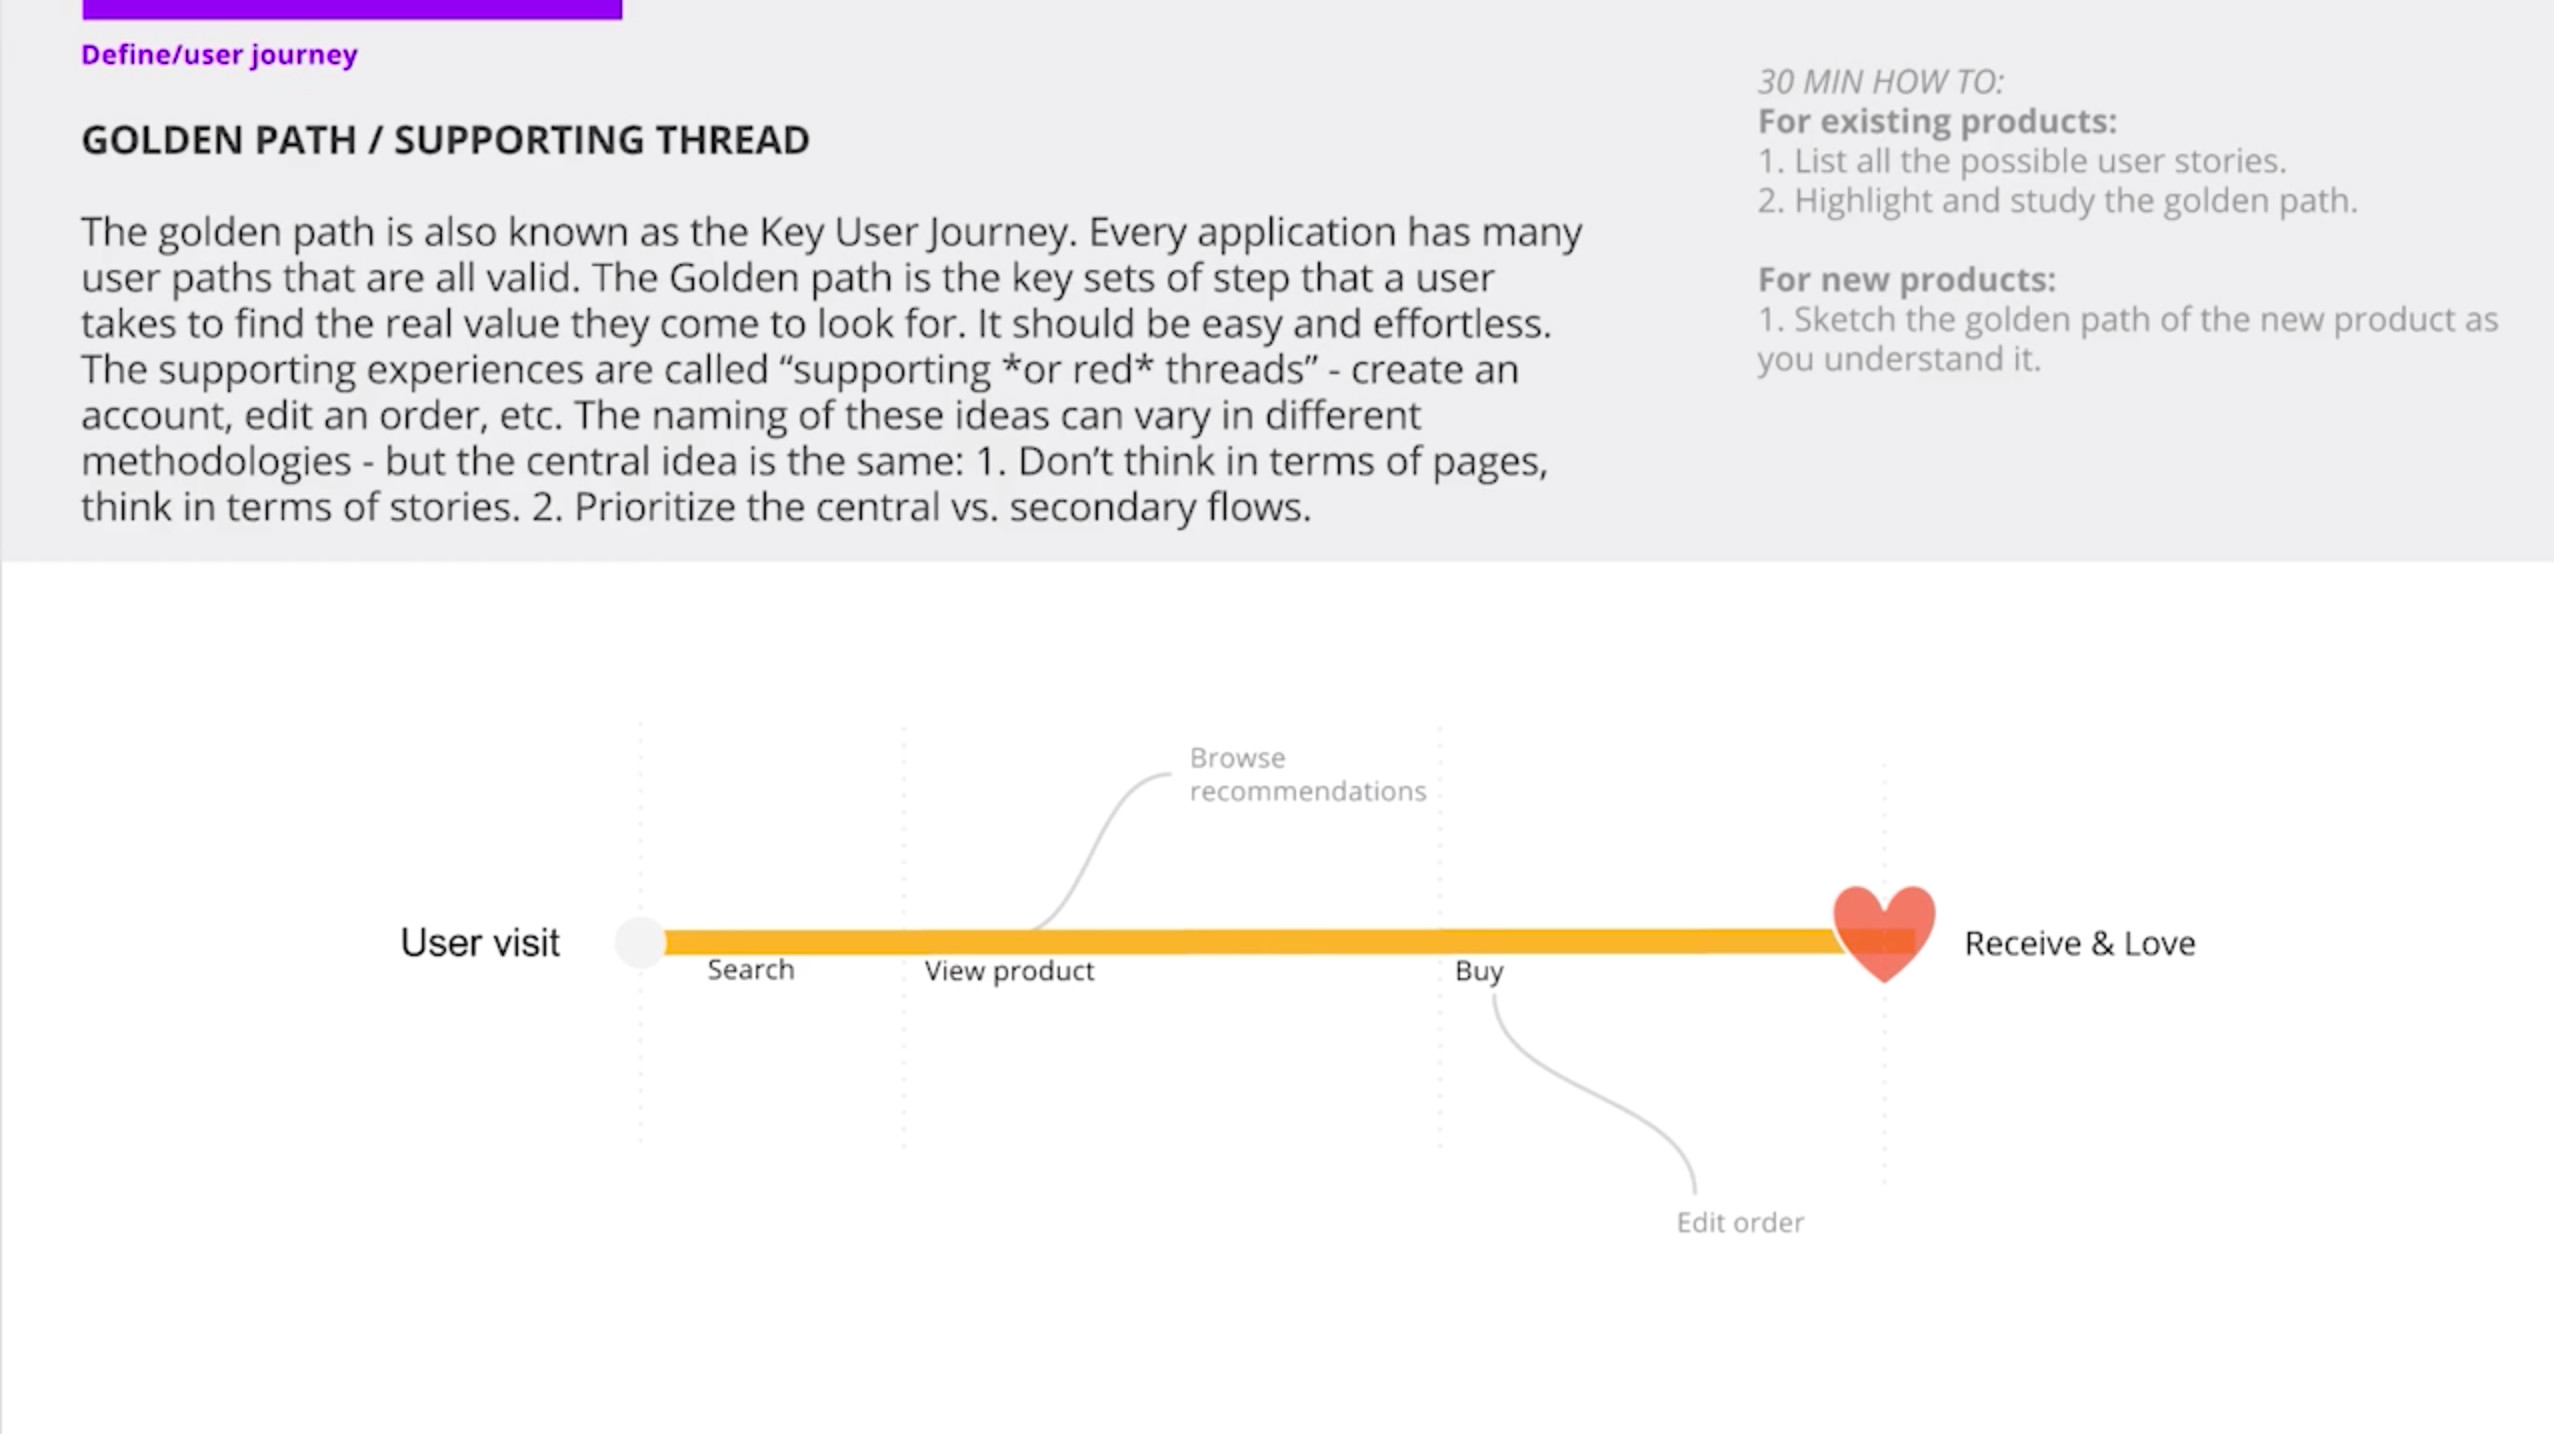 Define/user journey
GOLDEN PATH / SUPPORTING THREAD
The golden path is also known as the Key User Journey. Every application has many
user paths that are all valid. The Golden path is the key sets of step that a user
takes to find the real value they come to look for. It should be easy and effortless.
The supporting experiences are called “supporting *or red* threads” - create an
account, edit an order, etc. The naming of these ideas can vary in different
methodologies - but the central idea is the same: 1. Don’t think in terms of pages,
think in terms of stories. 2. Prioritize the central vs. secondary flows.
30 MIN HOW TO:
For existing products:
1. List all the possible user stories.
2. Highlight and study the golden path.
For new products:
1. Sketch the golden path of the new product as
you understand it.
Browse
recommendations
User visit
Search
View product
Buy
Receive & Love
Edit order